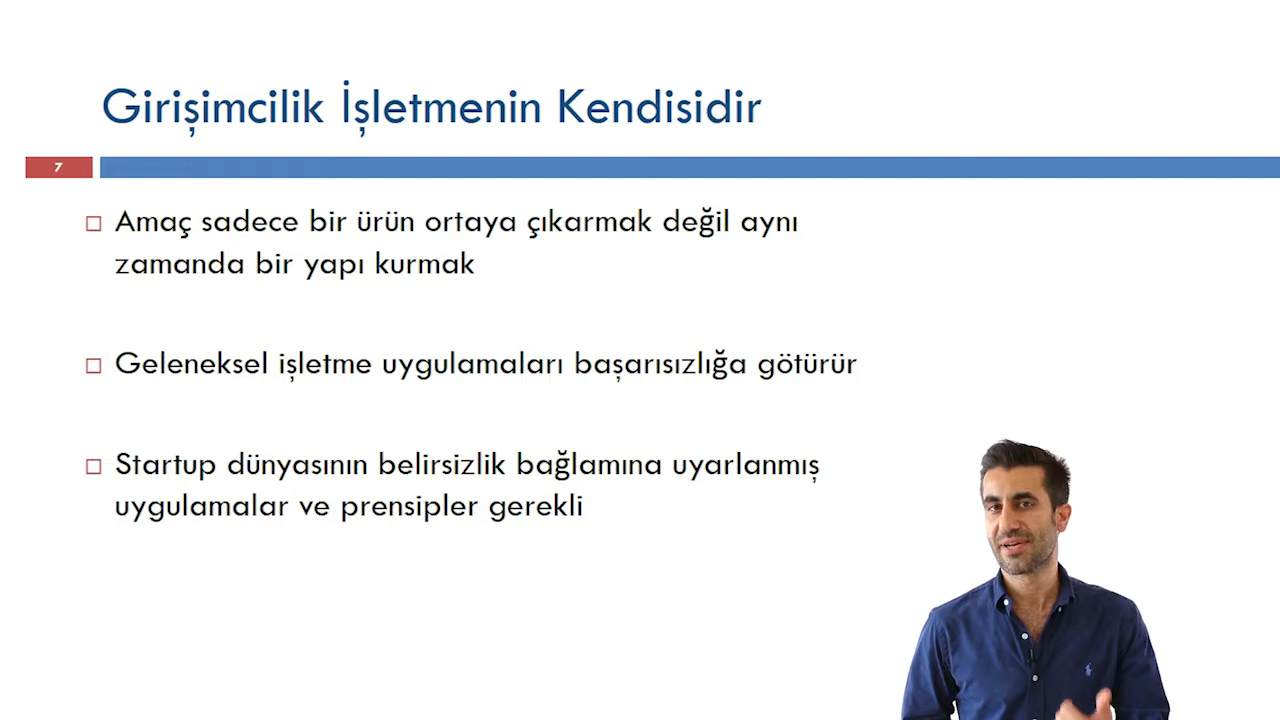 Girişimcilik İşletmenin Kendisidir
7
Amaç sadece bir ürün ortaya çıkarmak değil aynı
zamanda bir yapı kurmak
Geleneksel işletme uygulamaları başarısızlığa götürür
Startup dünyasının belirsizlik bağlamına uyarlanmış
uygulamalar ve prensipler gerekli